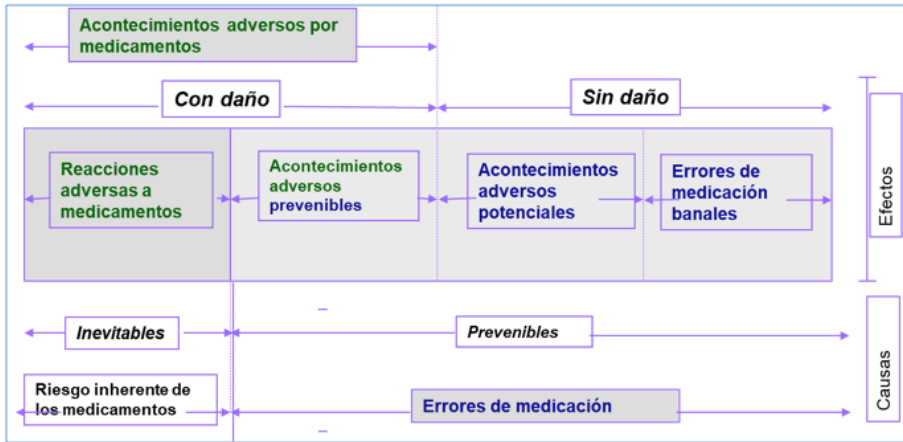 Acontecimientos adversos por
medicamentos
Con daño
Sin daño
Reacciones
adversas a
medicamentos
Acontecimientos
adversos
prevenibles
Acontecimientos
adversos
potenciales
Errores de
medicación
banales
Efectos
Inevitables
Prevenibles
Riesgo inherente de
los medicamentos
Errores de medicación
Causas